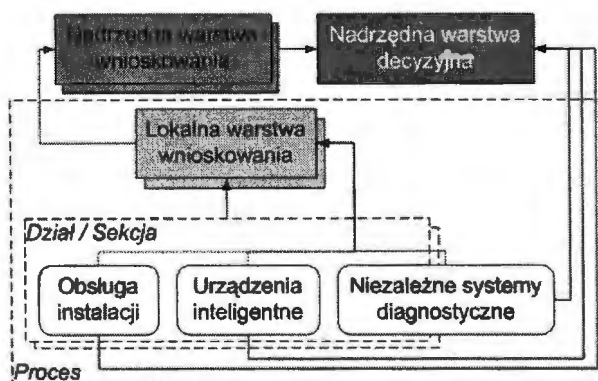 Nadrzędna warstwa
wnioskowania
Nadrzędna warstwa
decyzyjna
Lokalna warstwa
wnioskowania
Dział / Sekcja
Obsługa
instalacji
Urządzenia
inteligentne
Niezależne systemy
diagnostyczne
Proces